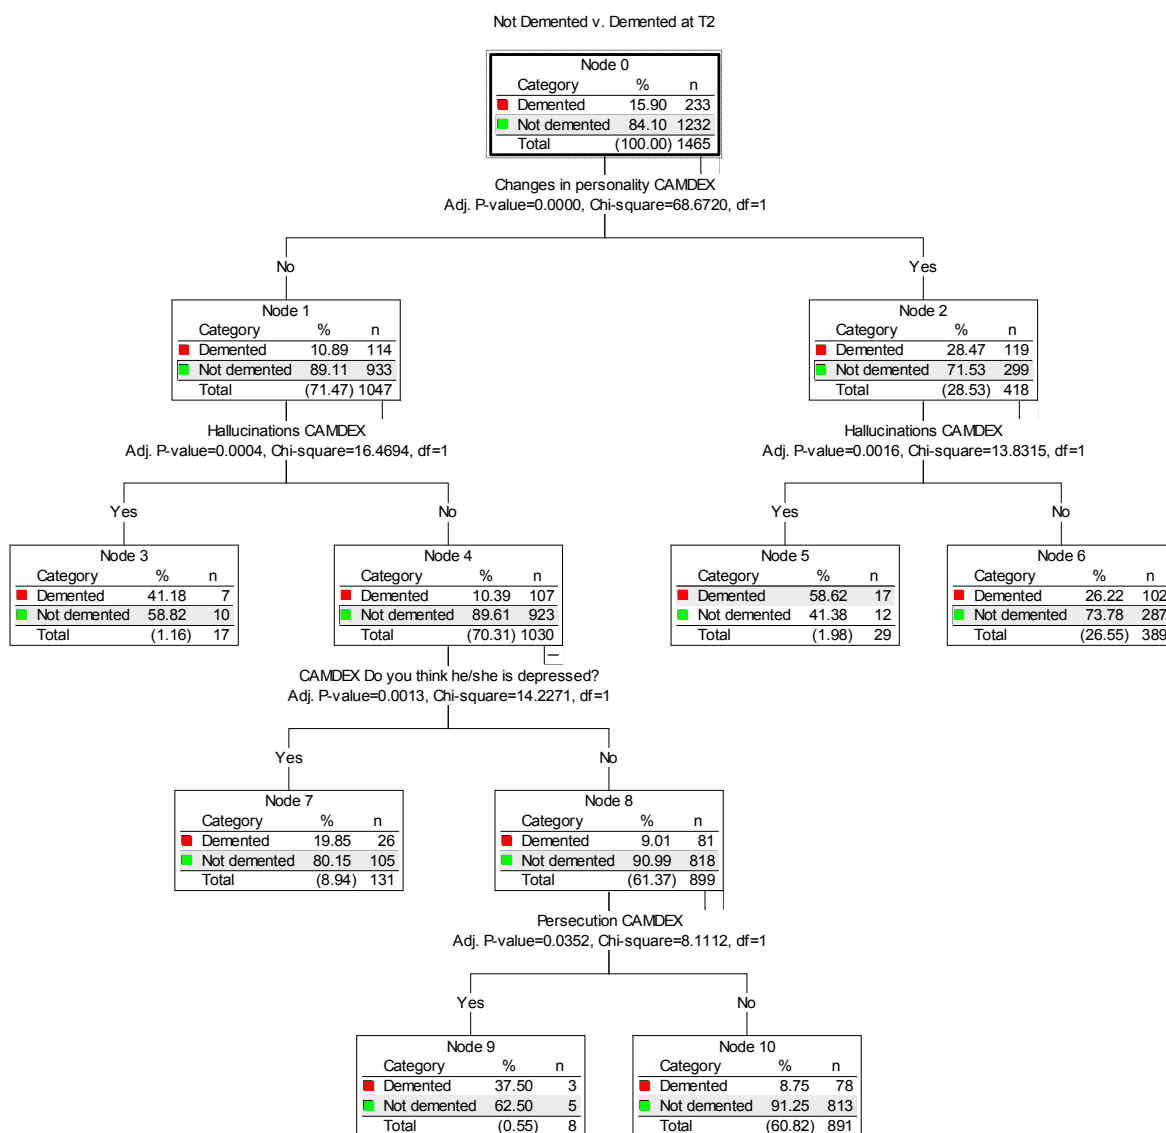 Not Demented v. Demented at T2
Node 0
Category % n
Demented 15.90 233
Not demented 84.10 1232
Total (100.00) 1465
Changes in personality CAMDEX
Adj. P-value=0.0000, Chi-square=68.6720, df=1
No
Yes
Node 1
Category % n
Demented 10.89 114
Not demented 89.11 933
Total (71.47) 1047
Node 2
Category % n
Demented 28.47 119
Not demented 71.53 299
Total (28.53) 418
Hallucinations CAMDEX
Adj. P-value=0.0004, Chi-square=16.4694, df=1
Hallucinations CAMDEX
Adj. P-value=0.0016, Chi-square=13.8315, df=1
Yes
No
Yes
No
Node 3
Category % n
Demented 41.18 7
Not demented 58.82 10
Total (1.16) 17
Node 4
Category % n
Demented 10.39 107
Not demented 89.61 923
Total (70.31) 1030
Node 5
Category % n
Demented 58.62 17
Not demented 41.38 12
Total (1.98) 29
Node 6
Category % n
Demented 26.22 102
Not demented 73.78 287
Total (26.55) 389
CAMDEX Do you think he/she is depressed?
Adj. P-value=0.0013, Chi-square=14.2271, df=1
Yes
No
Node 7
Category % n
Demented 19.85 26
Not demented 80.15 105
Total (8.94) 131
Node 8
Category % n
Demented 9.01 81
Not demented 90.99 818
Total (61.37) 899
Persecution CAMDEX
Adj. P-value=0.0352, Chi-square=8.1112, df=1
Yes
No
Node 9
Category % n
Demented 37.50 3
Not demented 62.50 5
Total (0.55) 8
Node 10
Category % n
Demented 8.75 78
Not demented 91.25 813
Total (60.82) 891